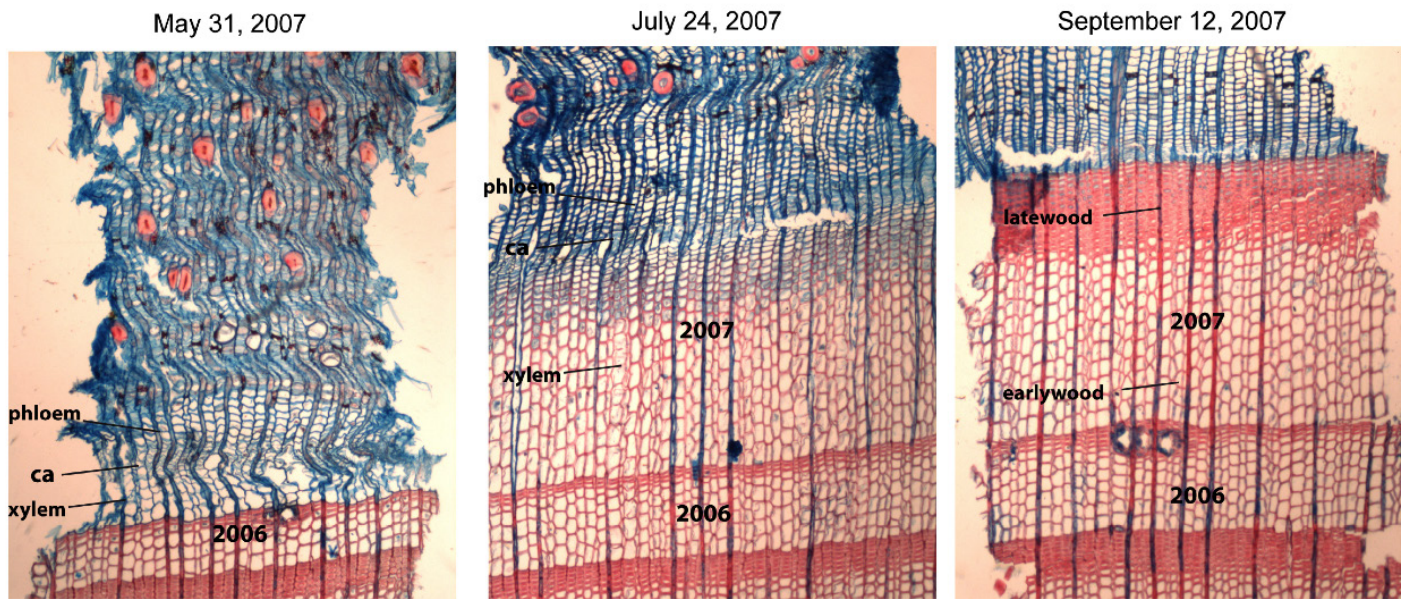 May 31, 2007
July 24, 2007
September 12, 2007
phloem
ca
xylem
2006
phloem
ca
2007
xylem
2006
latewood
2007
earlywood
2006